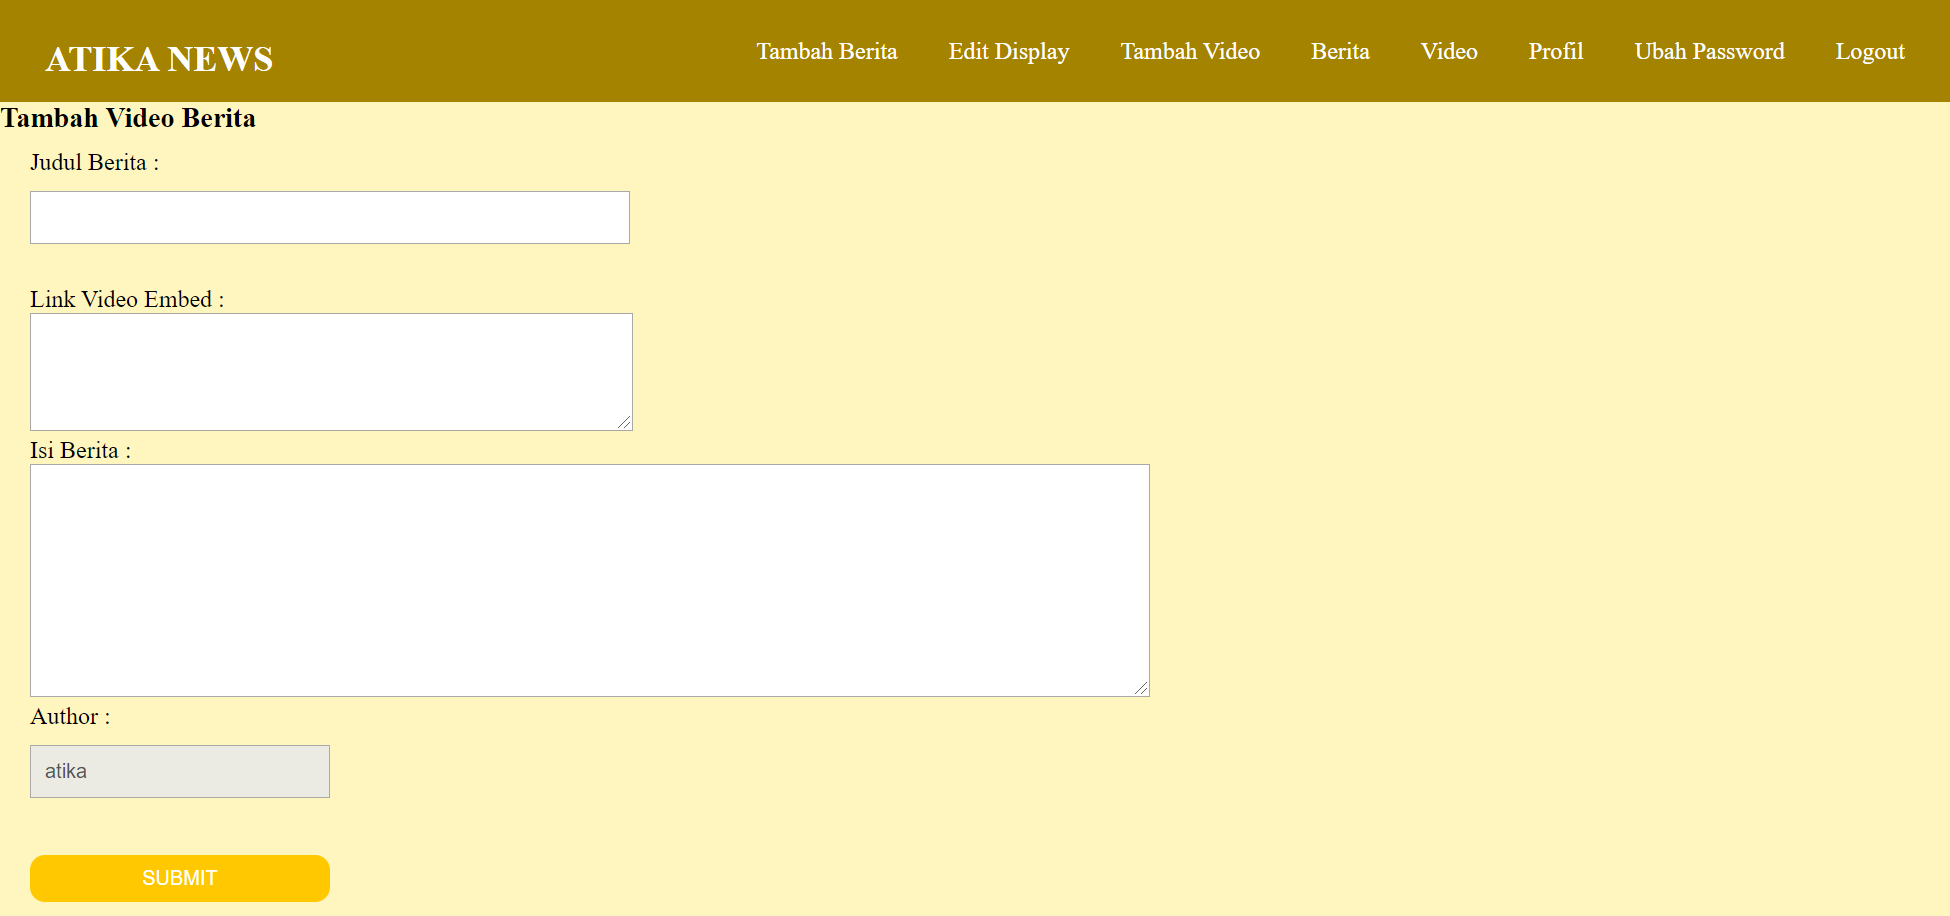 ATIKA NEWS
Tambah Berita Edit Display Tambah Video Berita Video Profil Ubah Password Logout
Tambah Video Berita
Judul Berita :
Link Video Embed :
Isi Berita :
Author :
atika
SUBMIT